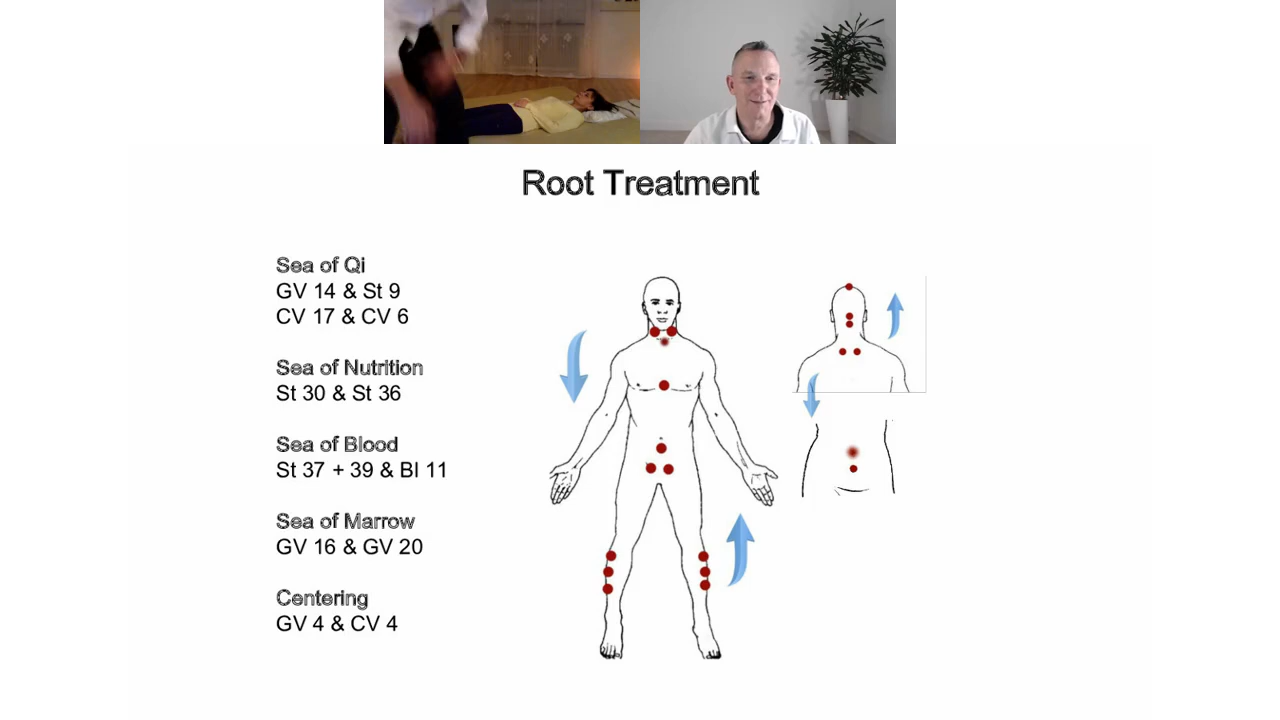 Root Treatment
Sea of Qi
GV 14 & St 9
CV 17 & CV 6
Sea of Nutrition
St 30 & St 36
Sea of Blood
St 37 + 39 & Bl 11
Sea of Marrow
GV 16 & GV 20
Centering
GV 4 & CV 4